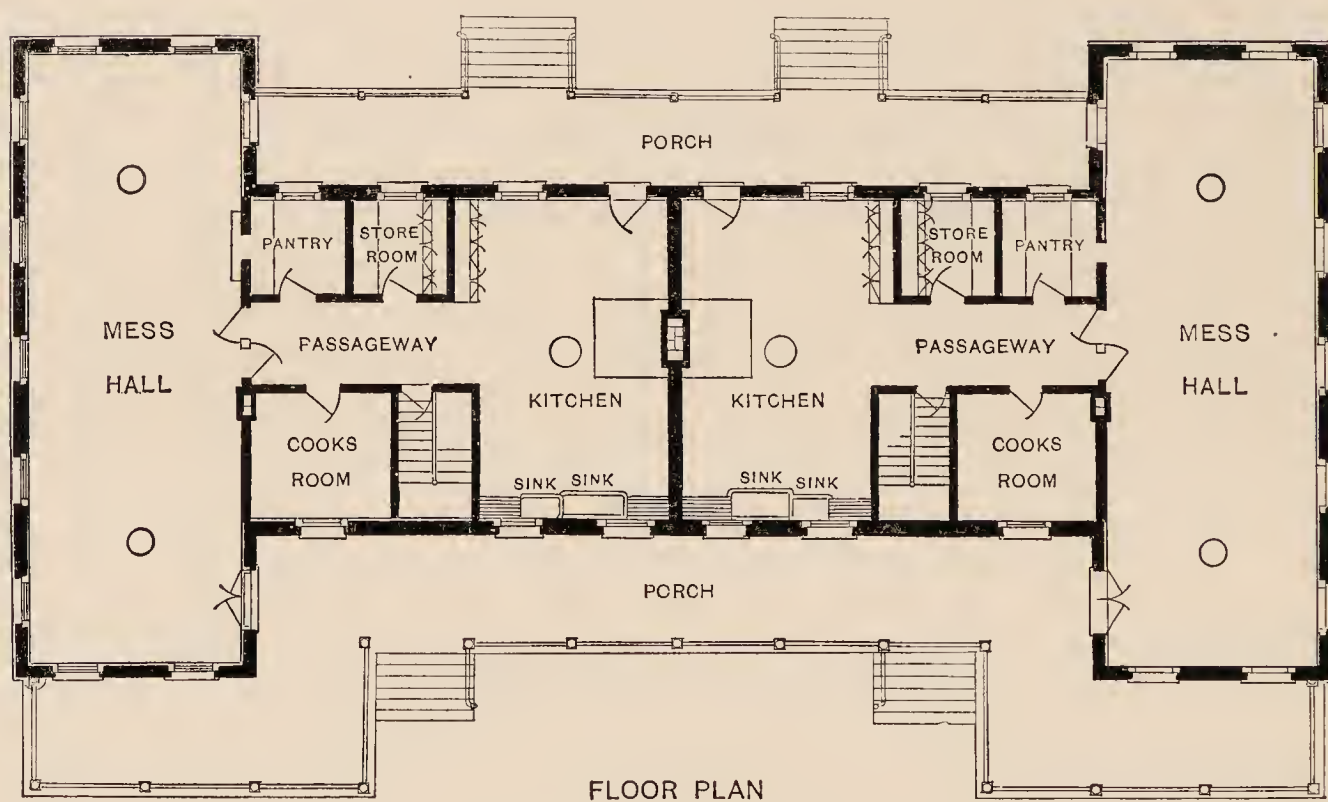 PORCH
PANTRY
STORE
ROOM
STORE
ROOM
PANTRY
MESS
HALL
PASSAGEWAY
PASSAGEWAY
MESS
HALL
KITCHEN
KITCHEN
COOKS
ROOM
COOKS
ROOM
SINK
SINK
SINK
SINK
PORCH
FLOOR PLAN